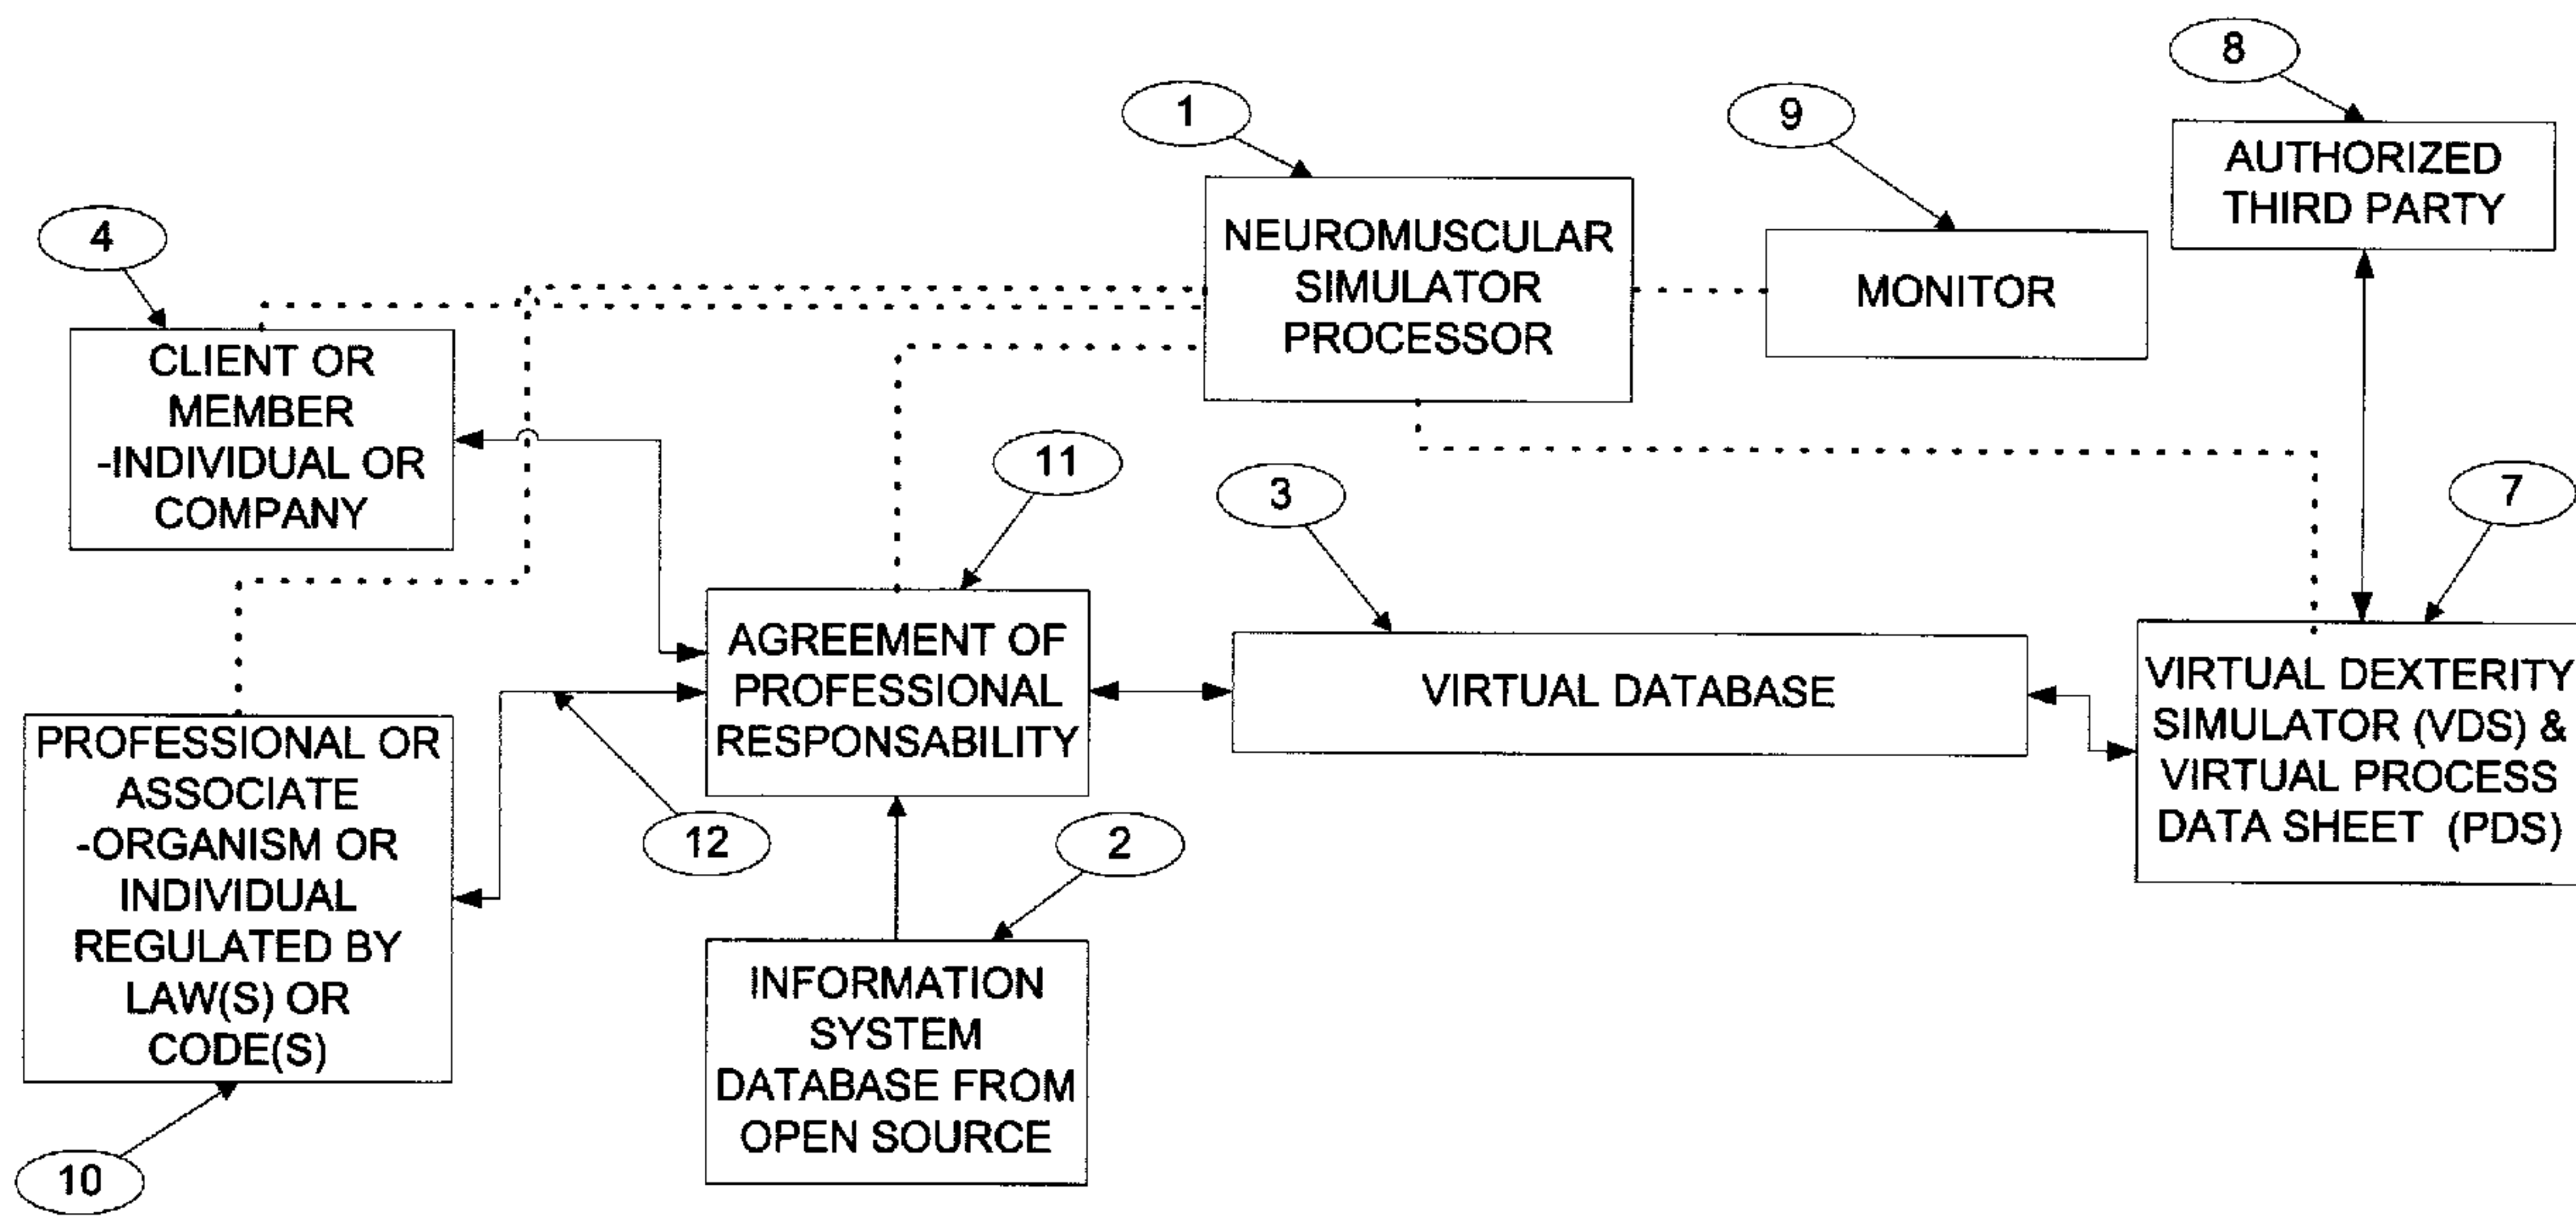 8
1
9
AUTHORIZED
THIRD PARTY
4
NEUROMUSCULAR
SIMULATOR
PROCESSOR
MONITOR
CLIENT OR
MEMBER
-INDIVIDUAL OR
COMPANY
11
3
7
AGREEMENT OF
PROFESSIONAL
RESPONSABILITY
VIRTUAL DATABASE
VIRTUAL DEXTERITY
SIMULATOR (VDS) &
VIRTUAL PROCESS
DATA SHEET (PDS)
PROFESSIONAL OR
ASSOCIATE
-ORGANISM OR
INDIVIDUAL
REGULATED BY
LAW(S) OR
CODE(S)
12
2
INFORMATION
SYSTEM
DATABASE FROM
OPEN SOURCE
10